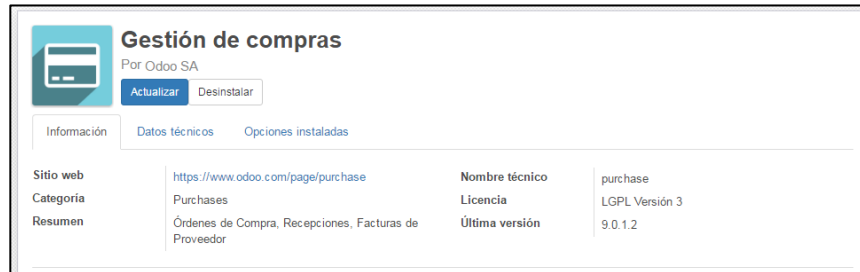 Gestión de compras
Por Odoo SA
Actualizar Desinstalar
Información Datos técnicos Opciones instaladas
Sitio web https://www.odoo.com/page/purchase Nombre técnico purchase
Categoría Purchases Licencia LGPL Versión 3
Resumen Órdenes de Compra, Recepciones, Facturas de Última versión 9.0.1.2
Proveedor